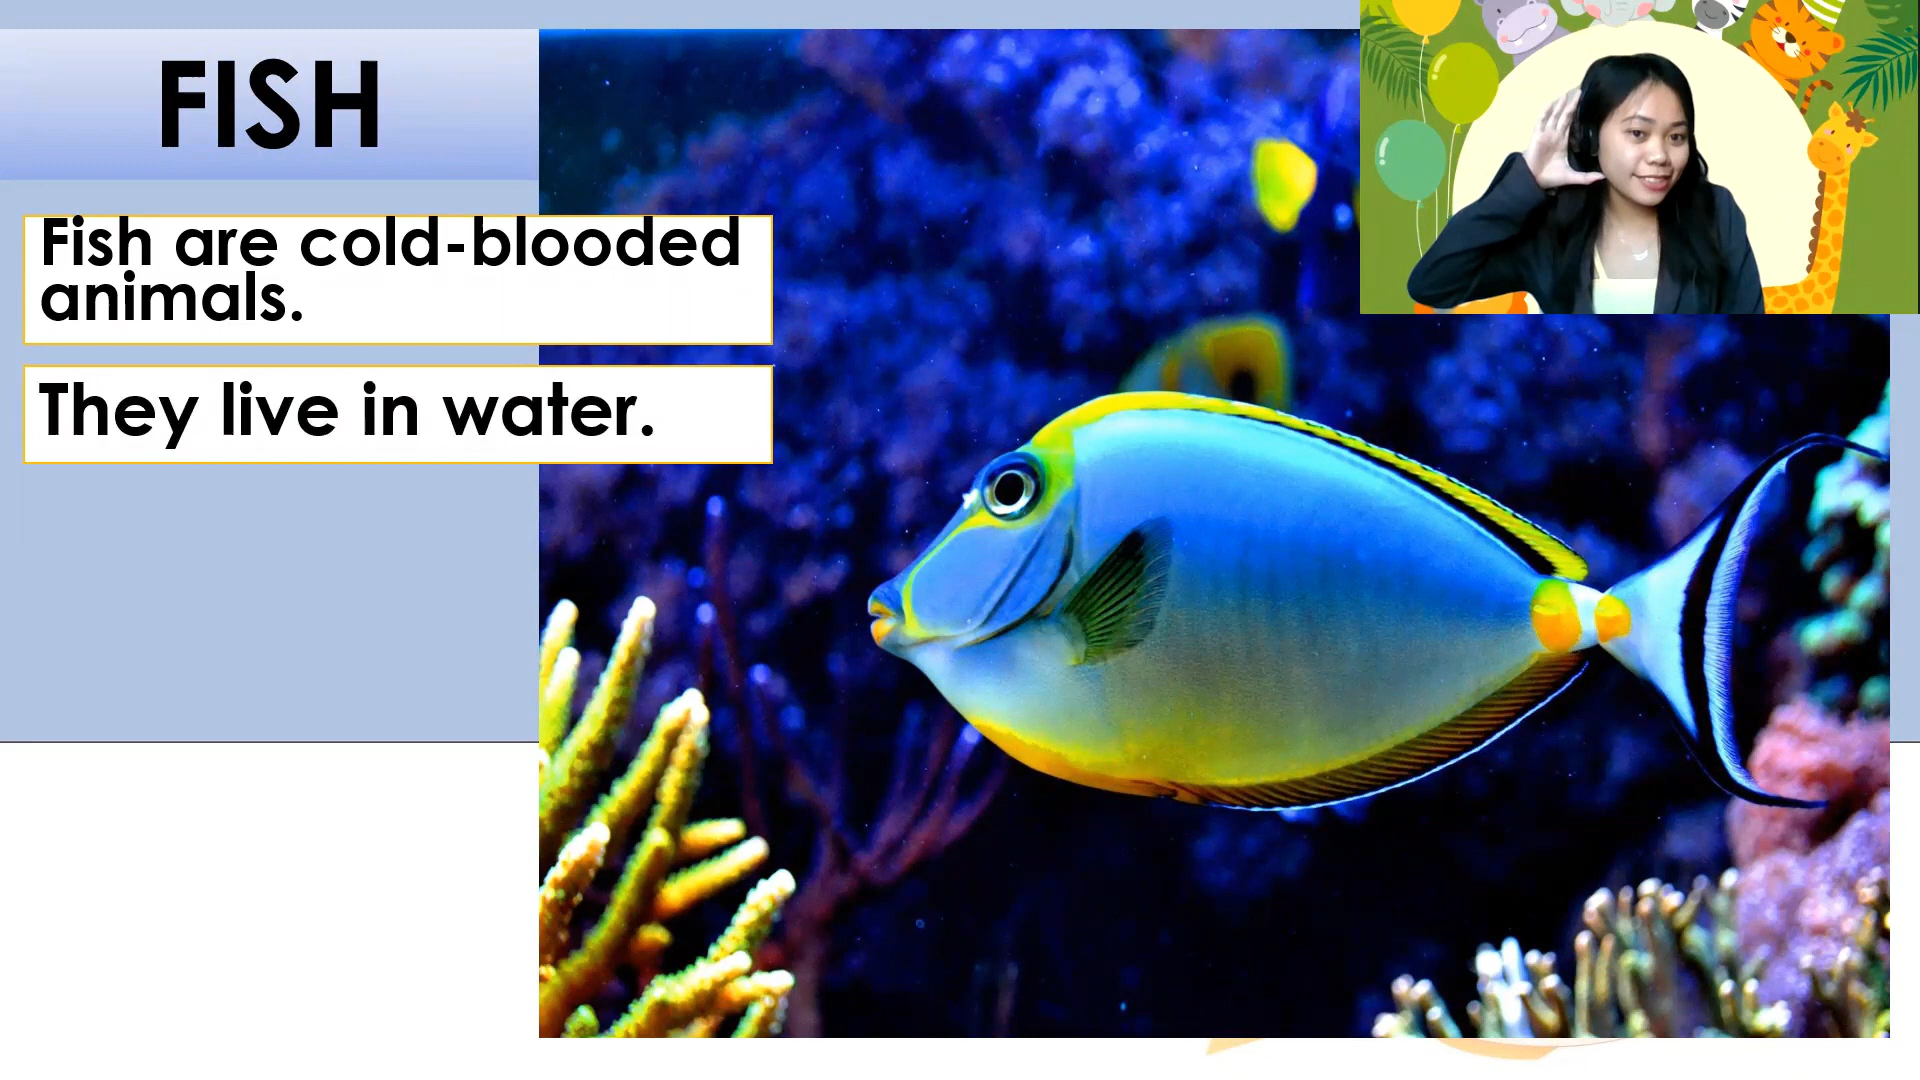 FISH
Fish are cold-blooded
animals.
They live in water.